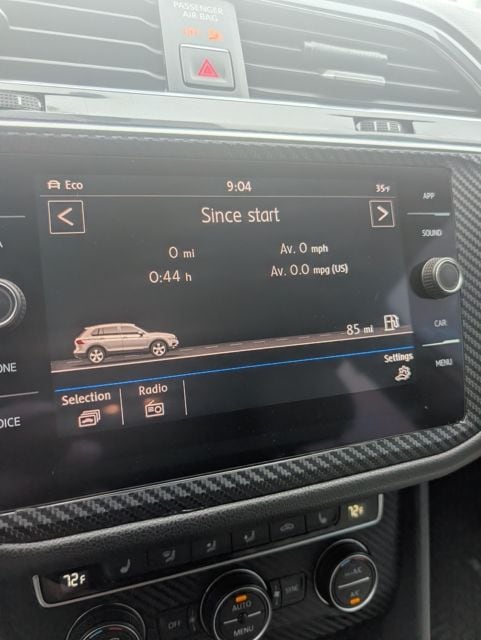 PASSENGER
AIR BAG
Eco 9:04 35°F
Since start
0 mi Av. 0 mph
0:44 h Av. 0.0 mpg (US)
85 mi
Settings
Selection Radio
APP
SOUND
CAR
MENU
ONE
OICE
72°F
72°F
OFF
AUTO
MENU
SYNC
A/C